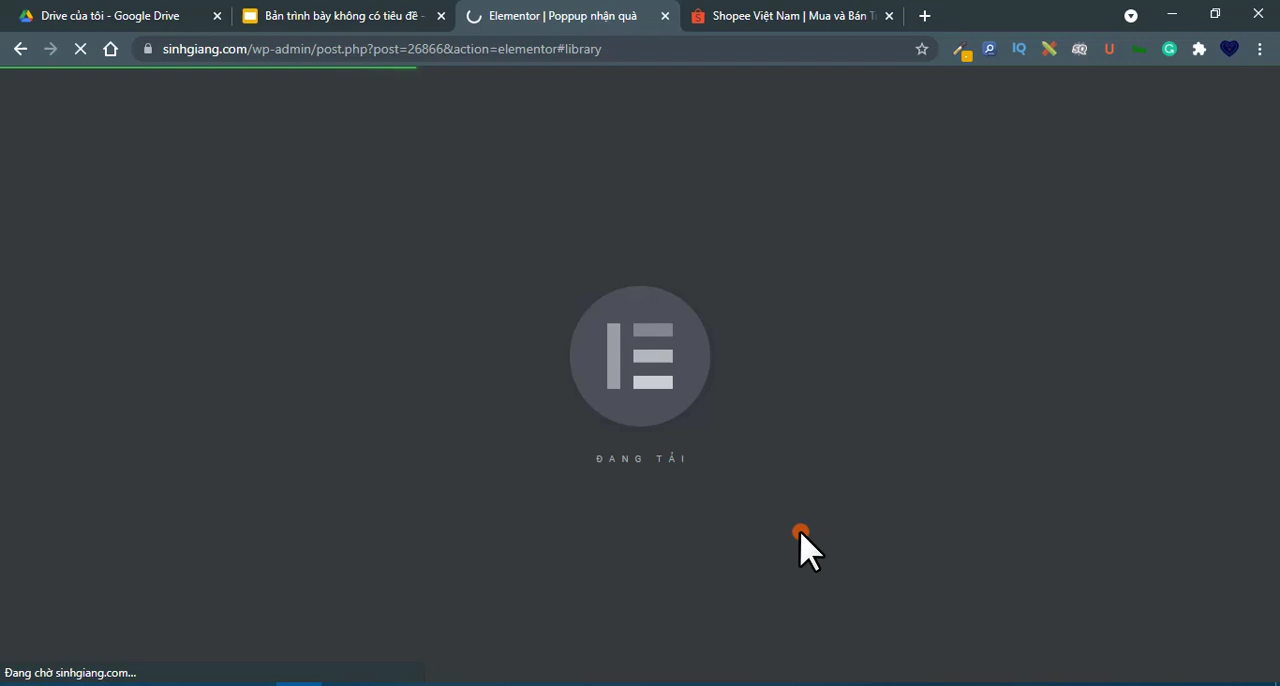 Drive của tôi - Google Drive
Bản trình bày không có tiêu đề -
Elementor | Poppup nhận quà
Shopee Việt Nam | Mua và Bán T
sinhgiang.com/wp-admin/post.php?post=26866&action=elementor#library
IQ
SQ
U
G
ĐANG TẢI
Đang chờ sinhgiang.com...